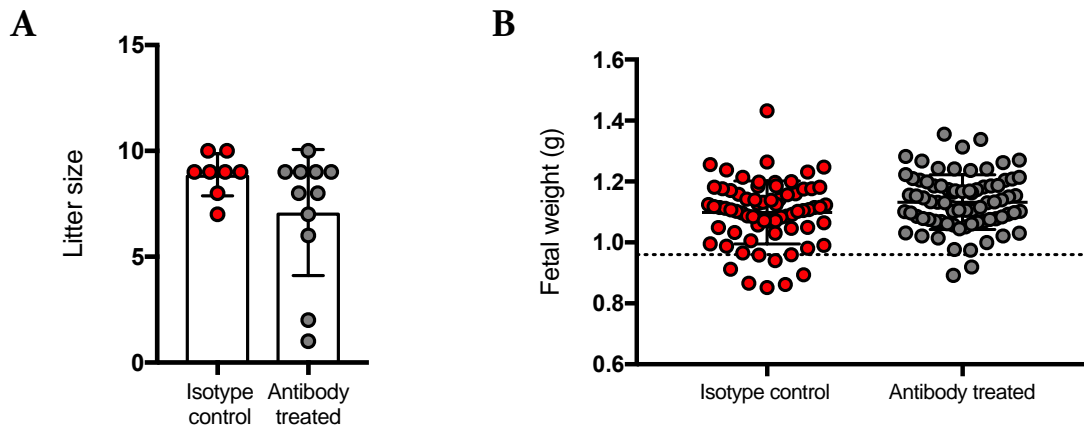 A
Litter size
15
10
5
0
Isotype
control
Antibody
treated
B
Fetal weight (g)
1.6
1.4
1.2
1.0
0.8
0.6
Isotype control
Antibody treated